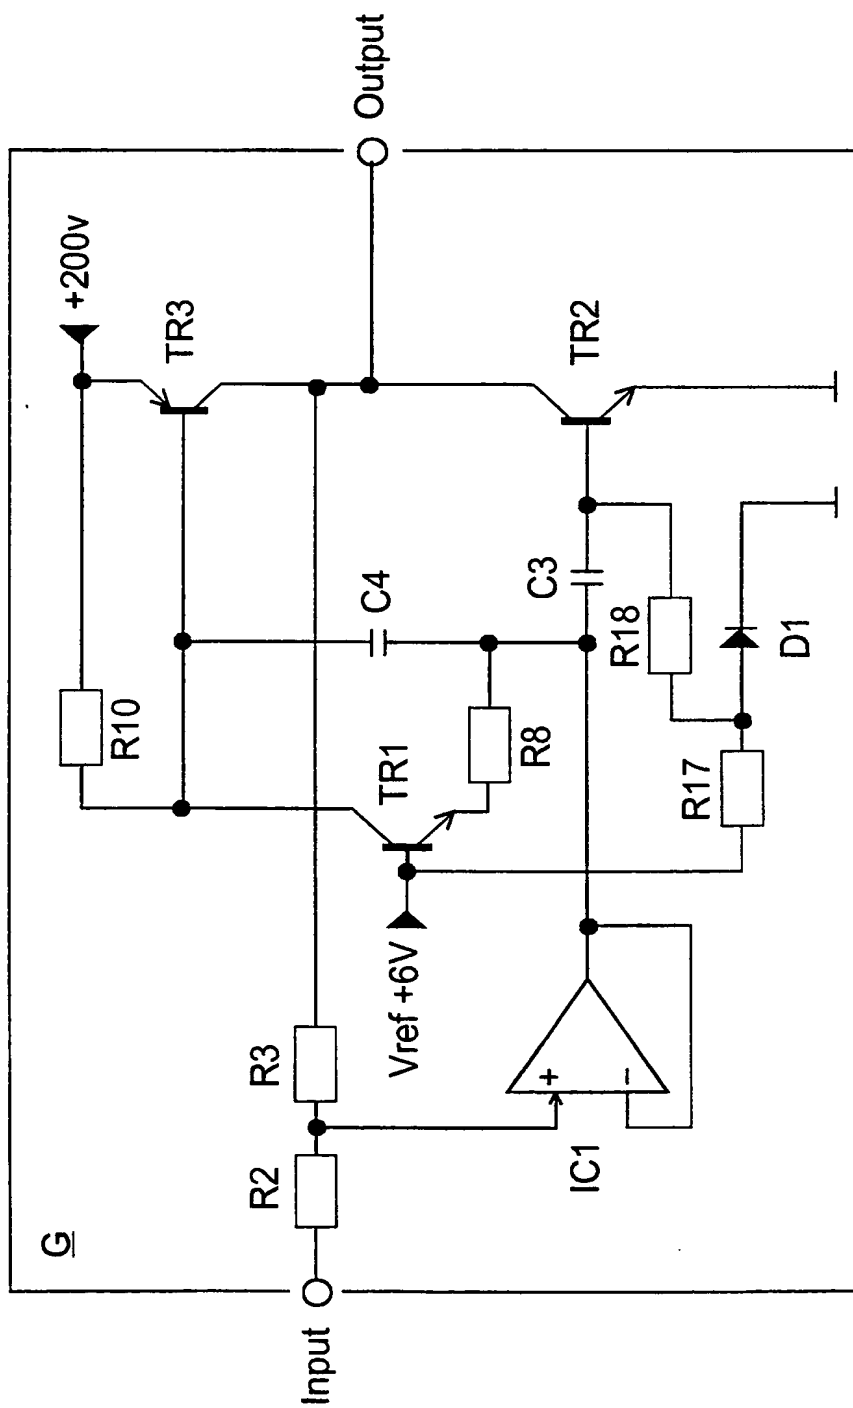 G
Input
R2
R3
IC1
+
−
Vref +6V
TR1
R8
R10
C4
C3
R17
R18
D1
TR3
TR2
+200v
Output